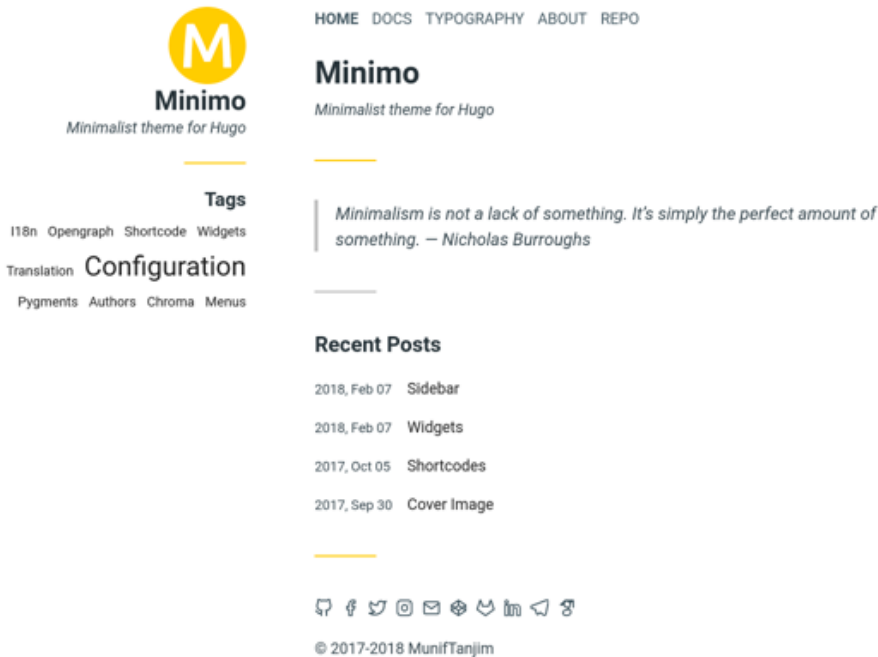 M
Minimo
Minimalist theme for Hugo
Tags
I18n Opengraph Shortcode Widgets
Translation Configuration
Pygments Authors Chroma Menus
HOME DOCS TYPOGRAPHY ABOUT REPO
Minimo
Minimalist theme for Hugo
Minimalism is not a lack of something. It's simply the perfect amount of
something. — Nicholas Burroughs
Recent Posts
2018, Feb 07 Sidebar
2018, Feb 07 Widgets
2017, Oct 05 Shortcodes
2017, Sep 30 Cover Image
© 2017-2018 MunifTanjim